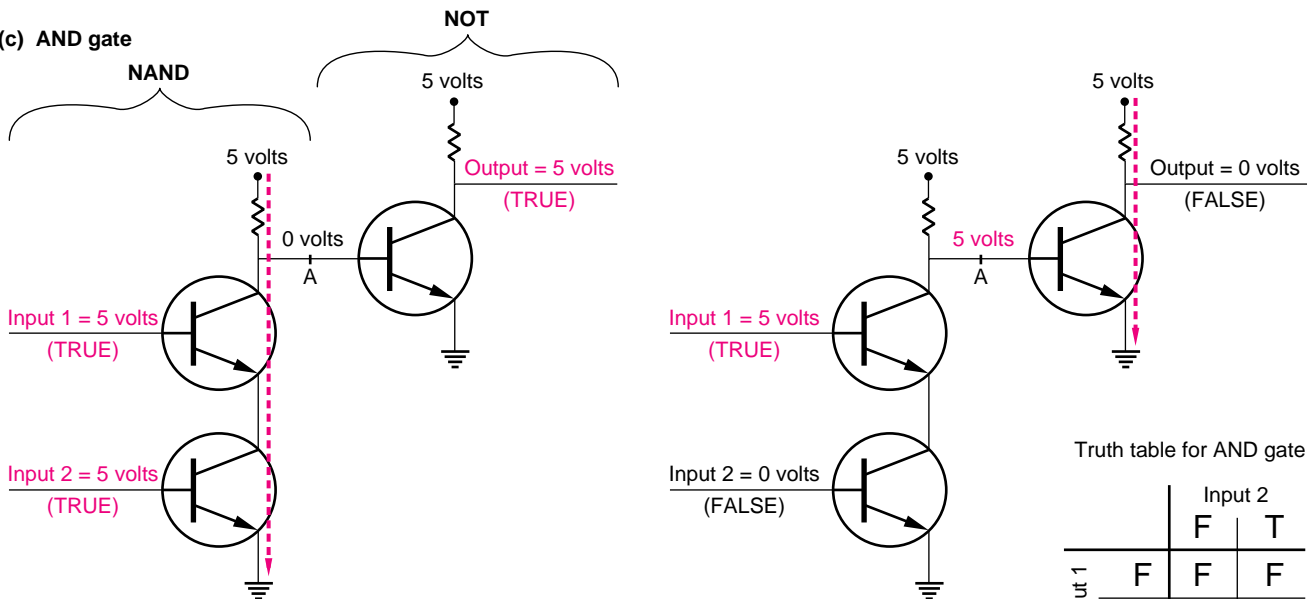 (c) AND gate
NAND
NOT
5 volts
5 volts
0 volts
A
Output = 5 volts
(TRUE)
Input 1 = 5 volts
(TRUE)
Input 2 = 5 volts
(TRUE)
5 volts
5 volts
5 volts
A
Output = 0 volts
(FALSE)
Input 1 = 5 volts
(TRUE)
Input 2 = 0 volts
(FALSE)
Truth table for AND gate
Input 2
F T
ut 1
F F F